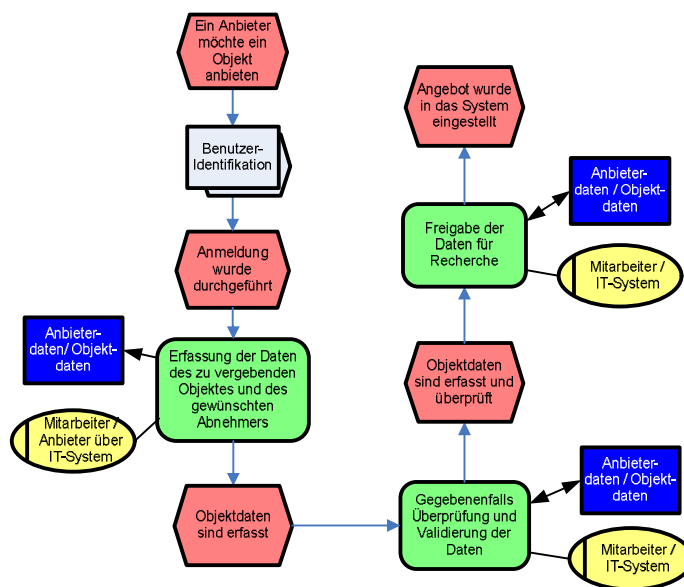 Ein Anbieter
möchte ein
Objekt
anbieten
Benutzer-
Identifikation
Anmeldung
wurde
durchgeführt
Anbieter-
daten/ Objekt-
daten
Erfassung der Daten
des zu vergebenden
Objektes und des
gewünschten
Abnehmers
Mitarbeiter /
Anbieter über
IT-System
Objektdaten
sind erfasst
Gegebenenfalls
Überprüfung und
Validierung der
Daten
Anbieter-
daten / Objekt-
daten
Mitarbeiter /
IT-System
Objektdaten
sind erfasst und
überprüft
Freigabe der
Daten für
Recherche
Anbieter-
daten / Objekt-
daten
Mitarbeiter /
IT-System
Angebot wurde
in das System
eingestellt